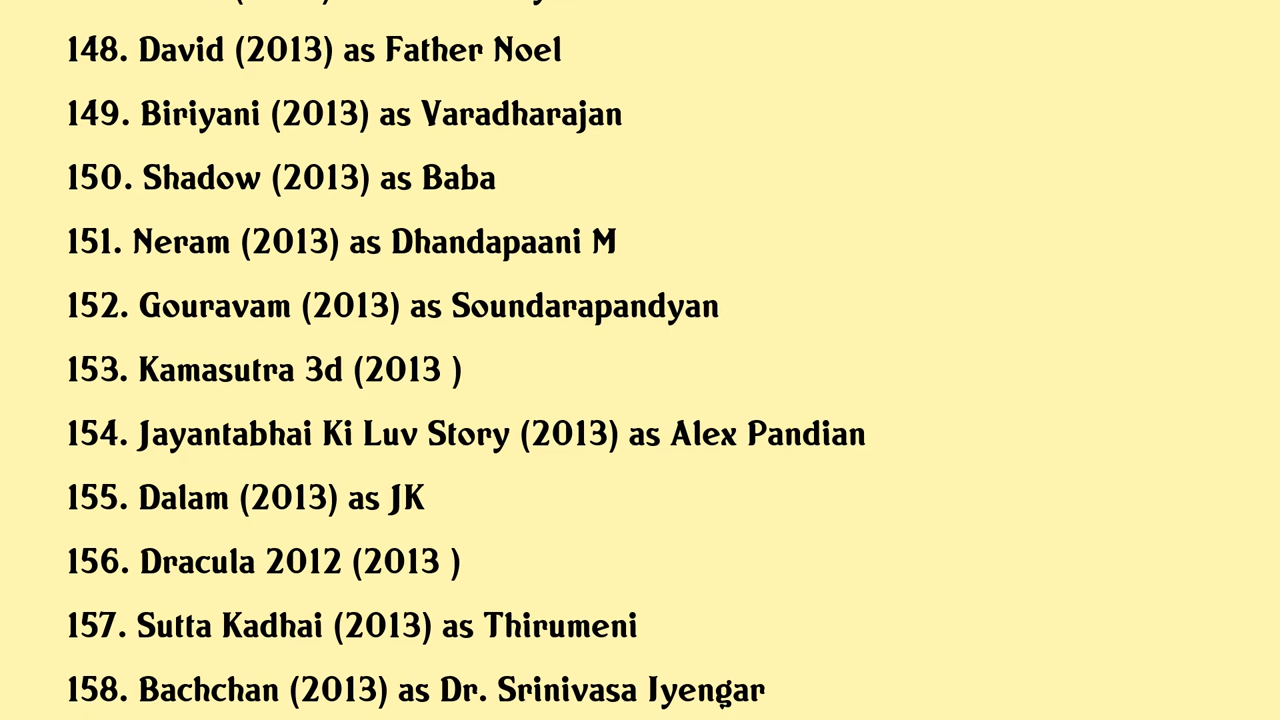 148. David (2013) as Father Noel
149. Biriyani (2013) as Varadharajan
150. Shadow (2013) as Baba
151. Neram (2013) as Dhandapaani M
152. Gouravam (2013) as Soundarapandyan
153. Kamasutra 3d (2013 )
154. Jayantabhai Ki Luv Story (2013) as Alex Pandian
155. Dalam (2013) as JK
156. Dracula 2012 (2013 )
157. Sutta Kadhai (2013) as Thirumeni
158. Bachchan (2013) as Dr. Srinivasa Iyengar